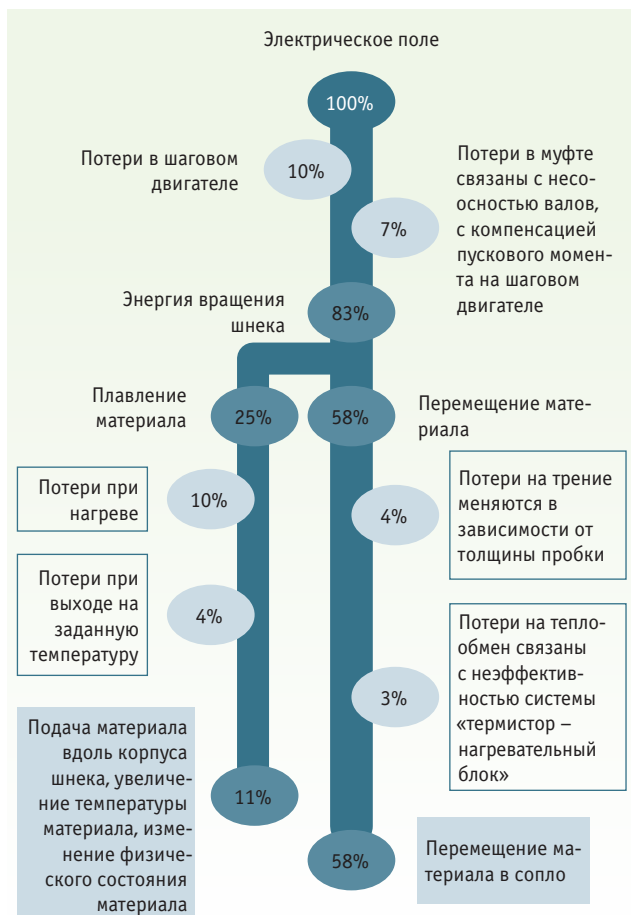 Электрическое поле
100%
Потери в шаговом
двигателе
10%
Потери в муфте
связаны с несо-
осностью валов,
с компенсацией
пускового момен-
та на шаговом
двигателе
7%
Энергия вращения
шнека
83%
Плавление
материала
25%
58%
Перемещение мате-
риала
Потери при
нагреве
10%
4%
Потери на трение
меняются в
зависимости от
толщины пробки
Потери при
выходе на
заданную
температуру
4%
3%
Потери на тепло-
обмен связаны
с неэффектив-
ностью системы
«термистор –
нагревательный
блок»
Подача материала
вдоль корпуса
шнека, увеличе-
ние температуры
материала, изме-
нение физиче-
ского состояния
материала
11%
58%
Перемещение ма-
териала в сопло